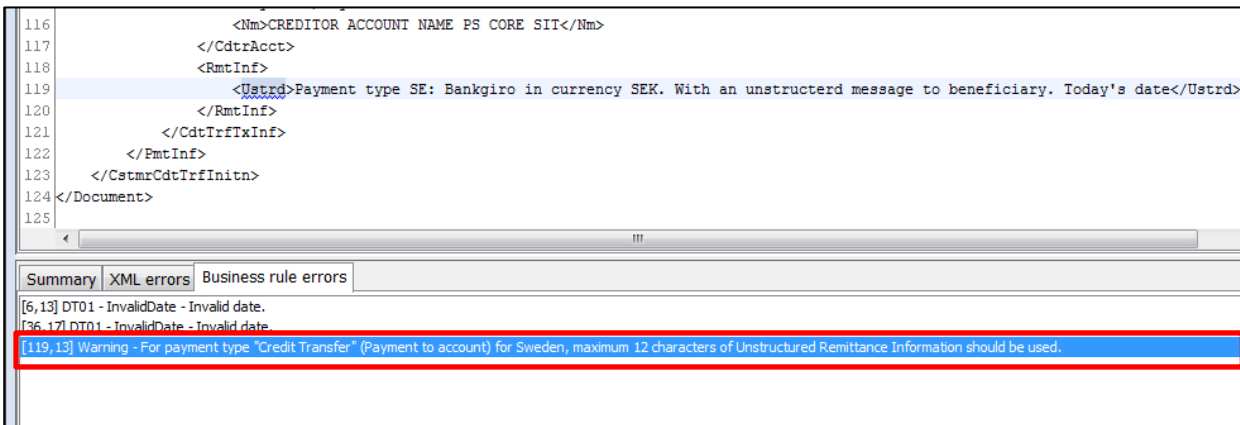 116 <Nm>CREDITOR ACCOUNT NAME PS CORE SIT</Nm>
117 </CdtrAcct>
118 <RmtInf>
119 <Ustrd>Payment type SE: Bankgiro in currency SEK. With an unstructerd message to beneficiary. Today's date</Ustrd>
120 </RmtInf>
121 </CdtTrfTxInf>
122 </PmtInf>
123 </CstmrCdtTrfInitn>
124 </Document>
125
Summary XML errors Business rule errors
[6,13] DT01 - InvalidDate - Invalid date.
[36,17] DT01 - InvalidDate - Invalid date.
[119,13] Warning - For payment type "Credit Transfer" (Payment to account) for Sweden, maximum 12 characters of Unstructured Remittance Information should be used.